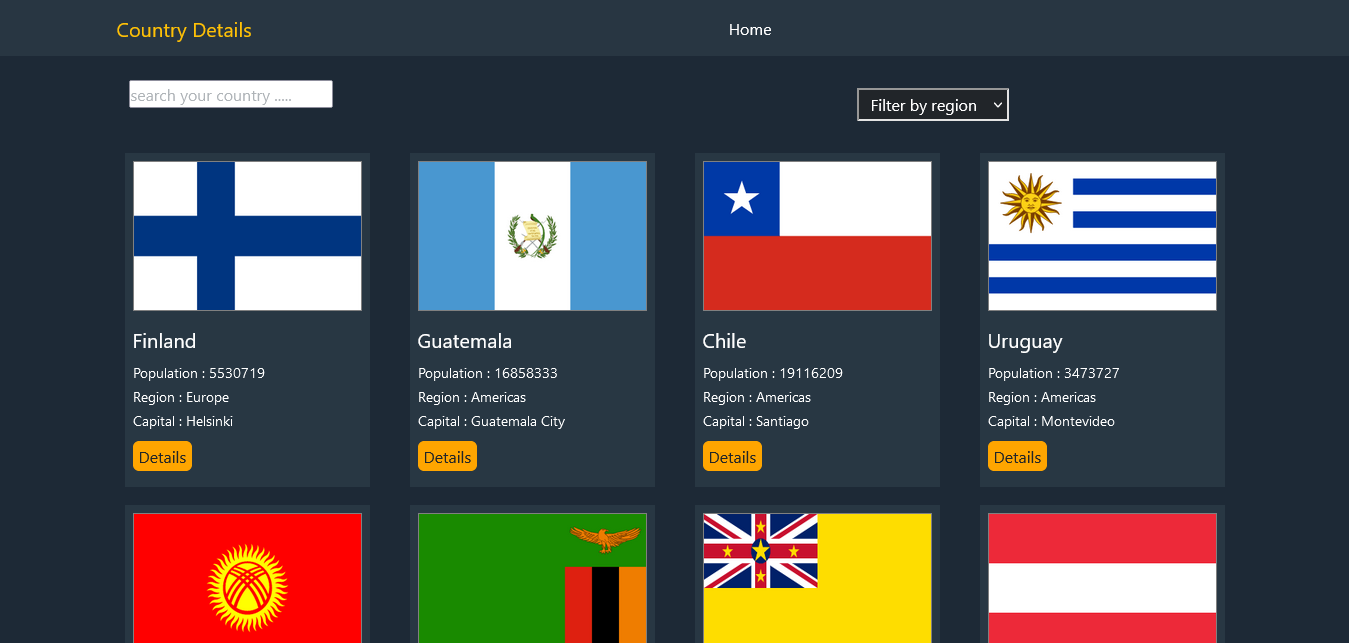 Country Details
Home
search your country .....
Filter by region
Finland
Population : 5530719
Region : Europe
Capital : Helsinki
Details
Guatemala
Population : 16858333
Region : Americas
Capital : Guatemala City
Details
Chile
Population : 19116209
Region : Americas
Capital : Santiago
Details
Uruguay
Population : 3473727
Region : Americas
Capital : Montevideo
Details